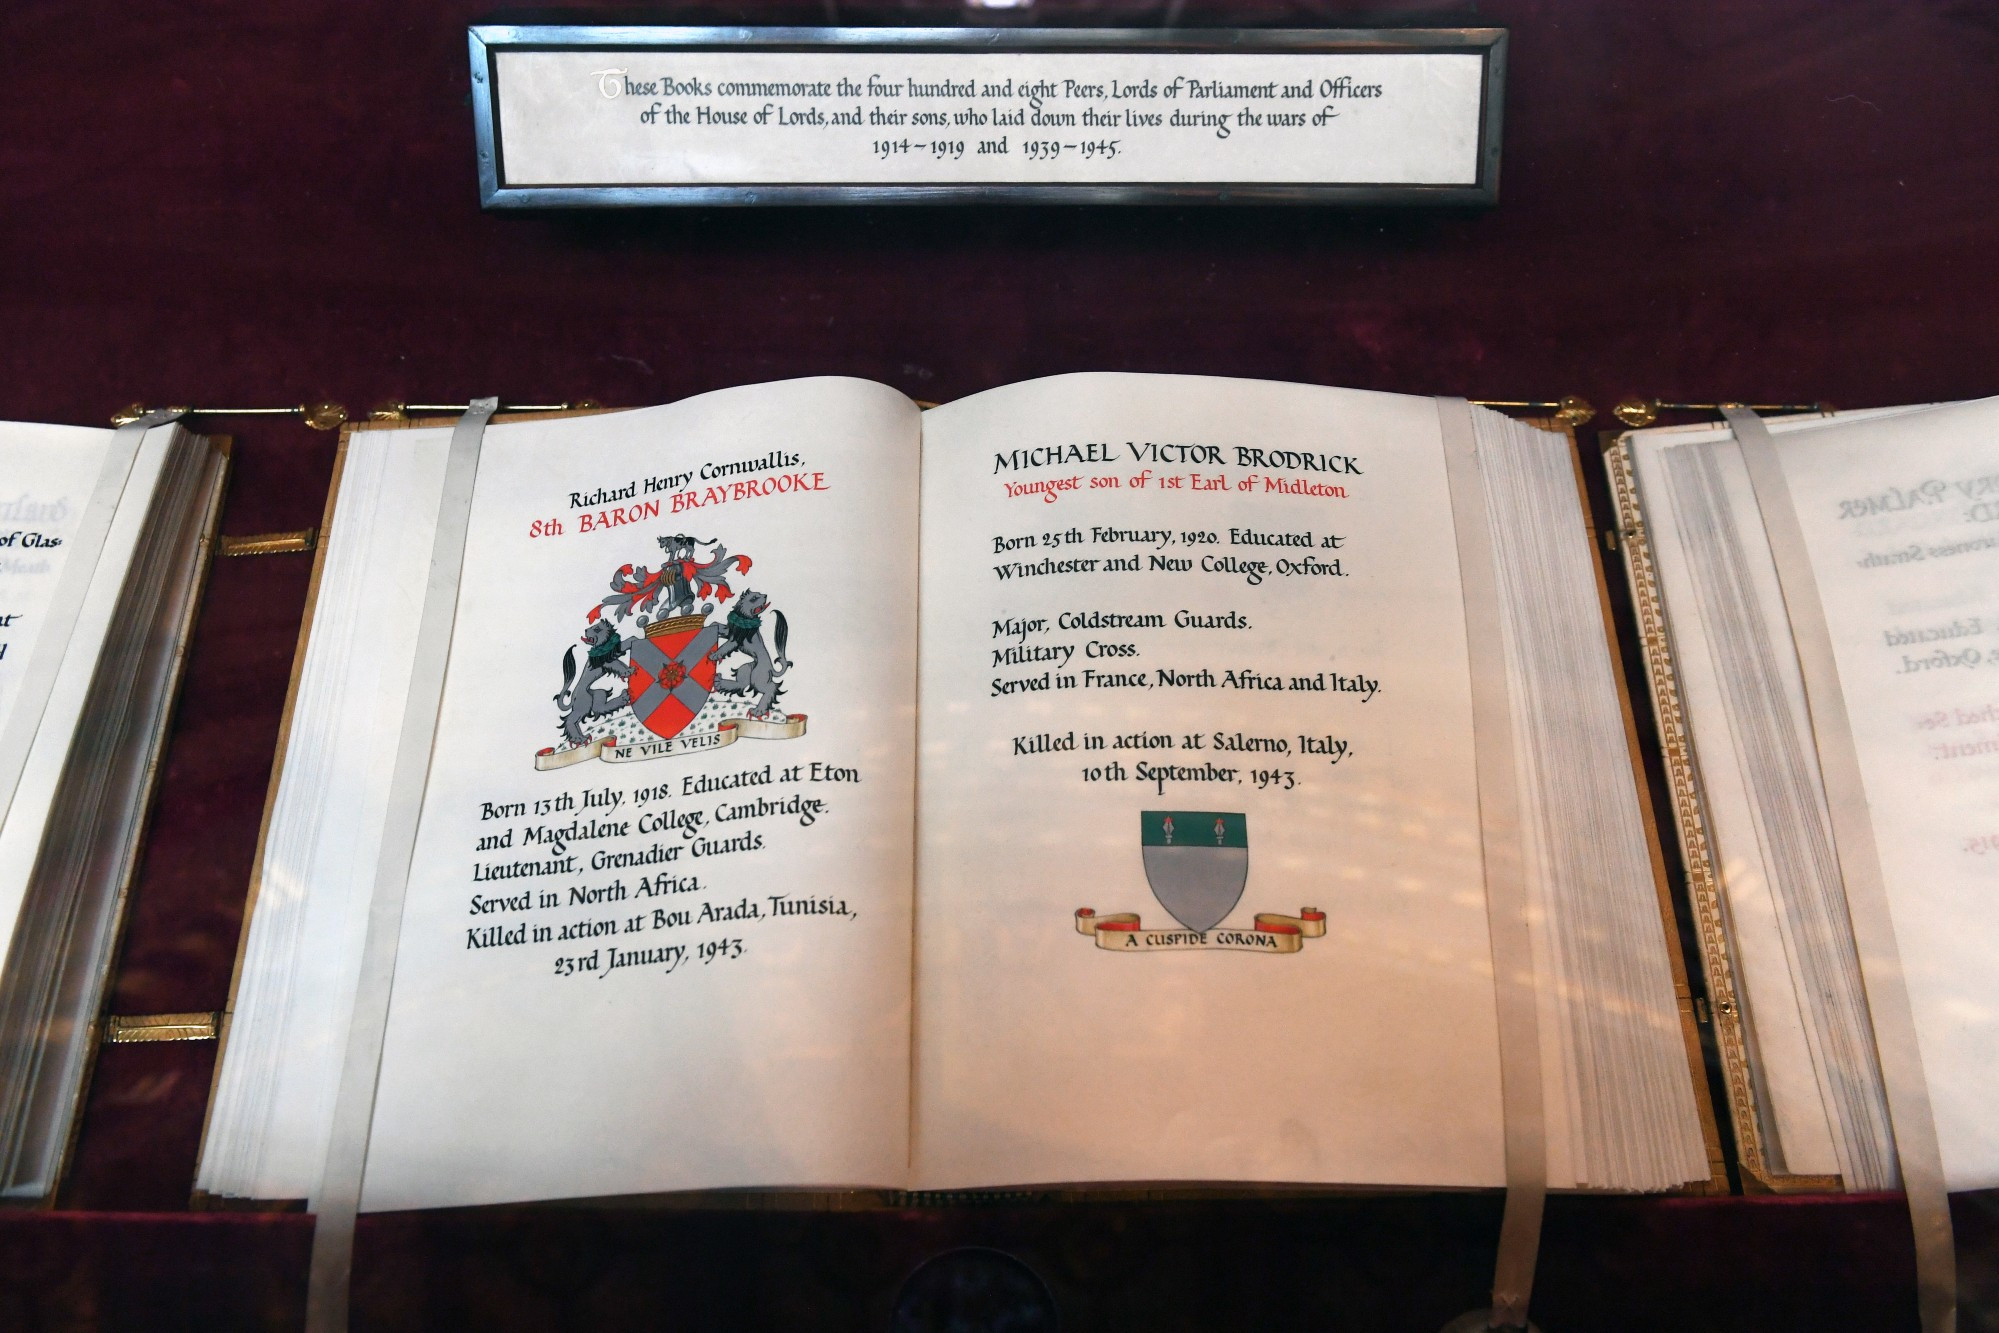 These Books commemorate the four hundred and eight Peers, Lords of Parliament and Officers
of the House of Lords, and their sons, who laid down their lives during the wars of
1914–1919 and 1939–1945.
of Glas:
at
Richard Henry Cornwallis,
8th BARON BRAYBROOKE
NE VILE VELIS
Born 13th July, 1918. Educated at Eton
and Magdalene College, Cambridge.
Lieutenant, Grenadier Guards.
Served in North Africa.
Killed in action at Bou Arada, Tunisia,
23rd January, 1943.
MICHAEL VICTOR BRODRICK
Youngest son of 1st Earl of Midleton
Born 25th February, 1920. Educated at
Winchester and New College, Oxford.
Major, Coldstream Guards.
Military Cross.
Served in France, North Africa and Italy.
Killed in action at Salerno, Italy,
10th September, 1943.
A CUSPIDE CORONA